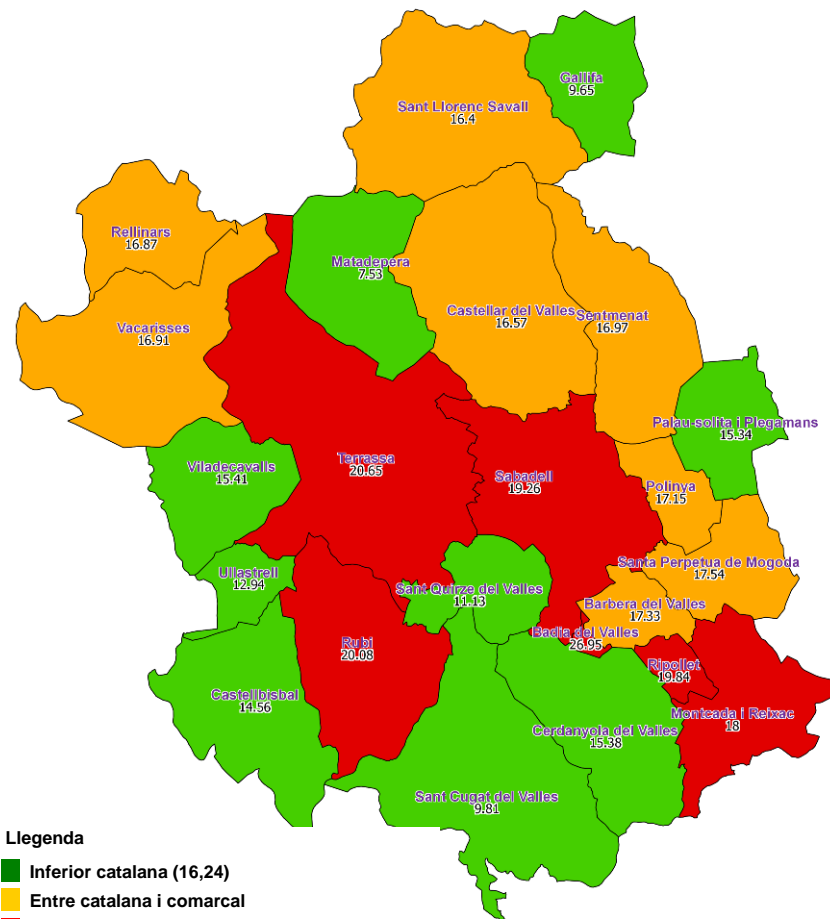 Gallifa
9.65
Sant Llorenc Savall
16.4
Rellinars
16.87
Matadepera
7.53
Castellar del Valles
16.57
Sentmenat
16.97
Vacarisses
16.91
Palau-solita i Plegamans
15.34
Viladecavalls
15.41
Terrassa
20.65
Sabadell
19.26
Polinya
17.15
Ullastrell
12.94
Sant Quirze del Valles
11.13
Santa Perpetua de Mogoda
17.54
Barbera del Valles
17.33
Badia del Valles
26.95
Rubi
20.08
Ripollet
19.84
Castellbisbal
14.56
Montcada i Reixac
18
Cerdanyola del Valles
15.38
Sant Cugat del Valles
9.81
Llegenda
Inferior catalana (16,24)
Entre catalana i comarcal